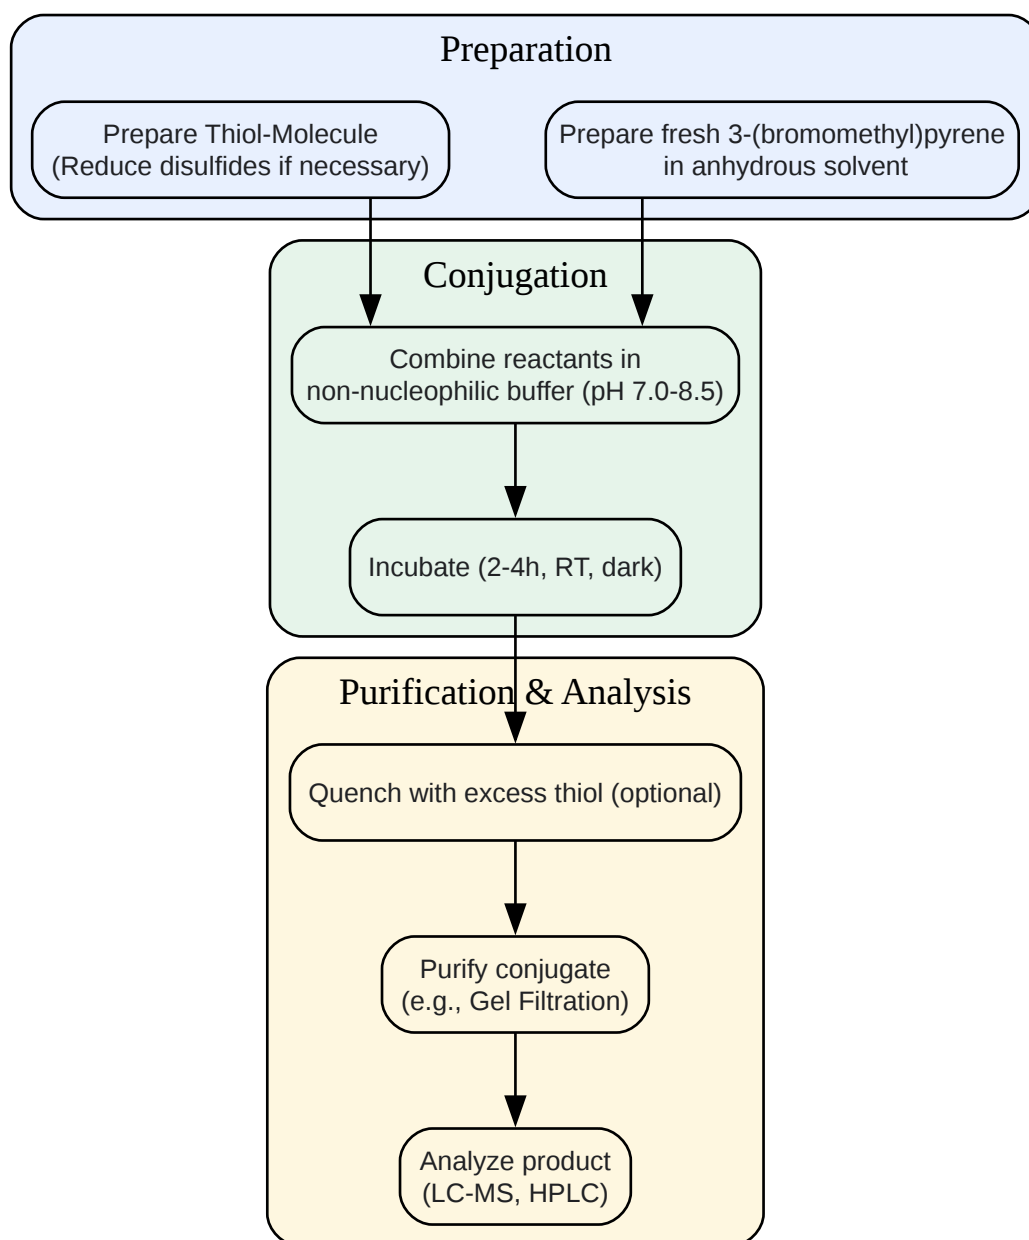 Preparation
Prepare Thiol-Molecule
(Reduce disulfides if necessary)
Prepare fresh 3-(bromomethyl)pyrene
in anhydrous solvent
Conjugation
Combine reactants in
non-nucleophilic buffer (pH 7.0-8.5)
Incubate (2-4h, RT, dark)
Purification & Analysis
Quench with excess thiol (optional)
Purify conjugate
(e.g., Gel Filtration)
Analyze product
(LC-MS, HPLC)